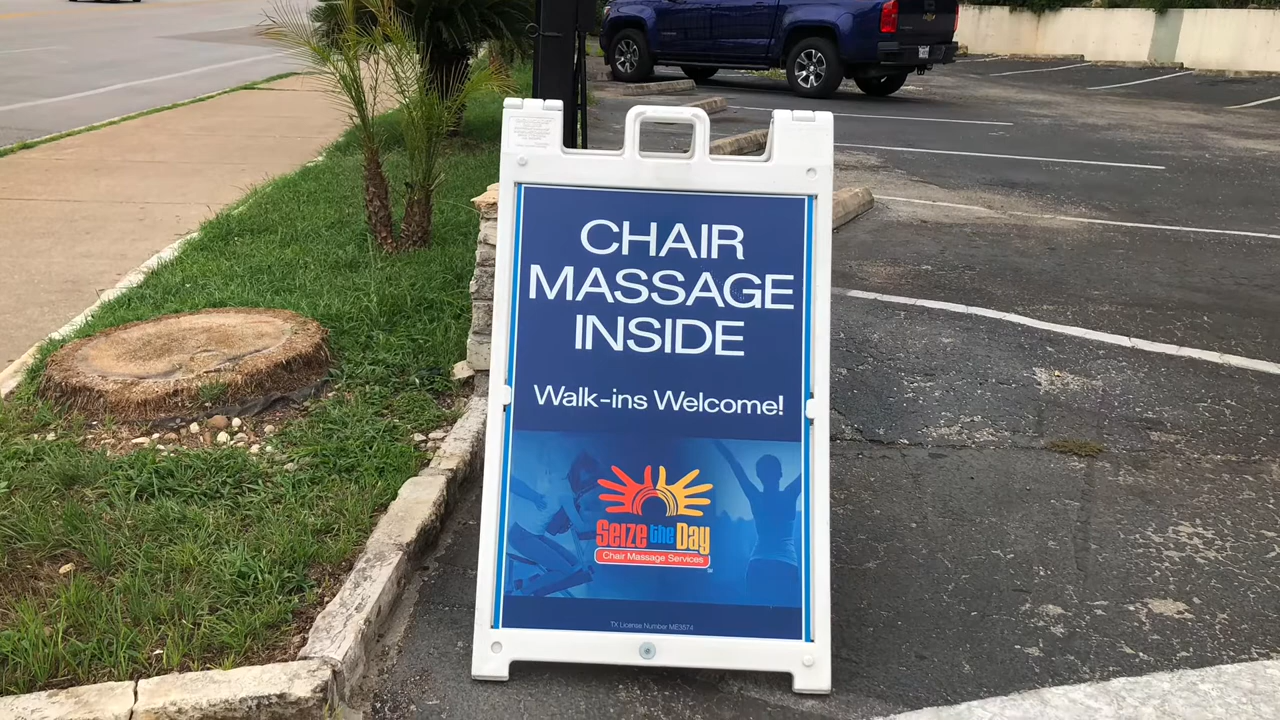 CHAIR
MASSAGE
INSIDE
Walk-ins Welcome!
Seize the Day
Chair Massage Services
TX License Number ME3574